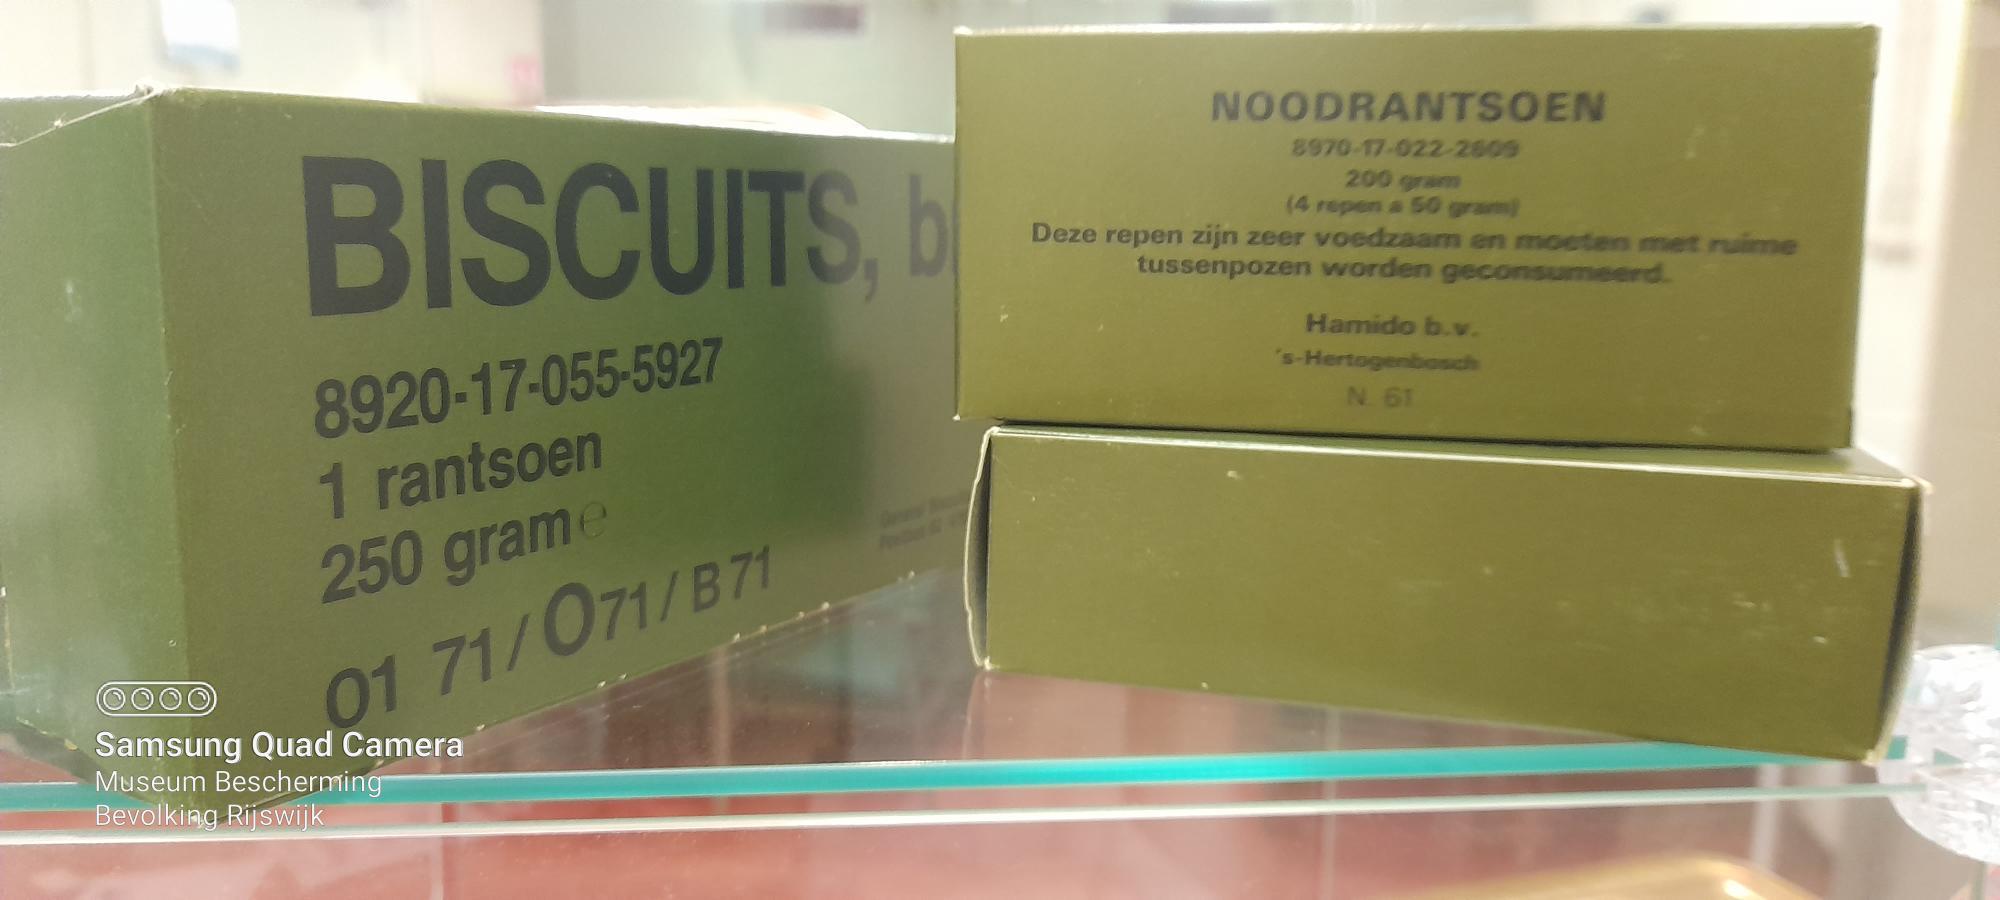 BISCUITS, b
8920-17-055-5927
1 rantsoen
250 gram e
01 71/O71/B71
General
NOODRANTSOEN
8970-17-022-2609
200 gram
(4 repen a 50 gram)
Deze repen zijn zeer voedzaam en moeten met ruime
tussenpozen worden geconsumeerd.
Hamido b.v.
's-Hertogenbosch
N. 61
Samsung Quad Camera
Museum Bescherming
Bevolking Rijswijk